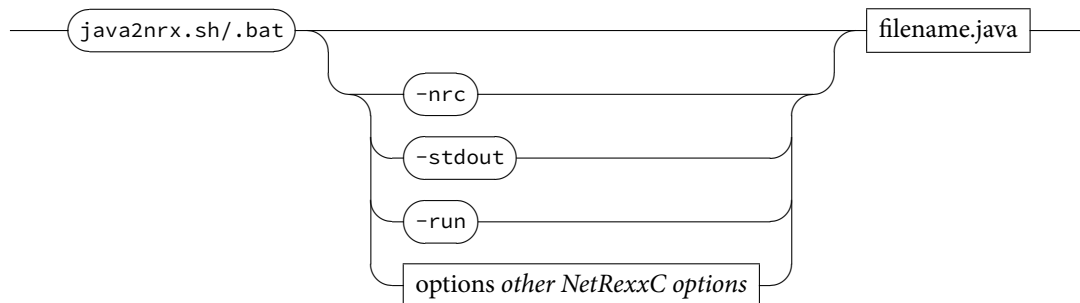 java2nrx.sh/.bat
filename.java
-nrc
-stdout
-run
options other NetRexxC options